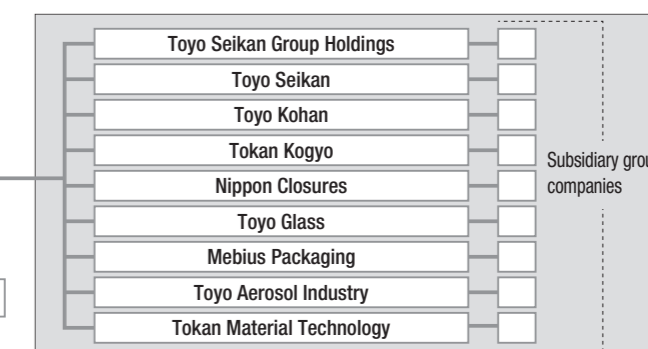 Toyo Seikan Group Holdings
Toyo Seikan
Toyo Kohan
Tokan Kogyo
Nippon Closures
Toyo Glass
Mebius Packaging
Toyo Aerosol Industry
Tokan Material Technology
Subsidiary grou
companies